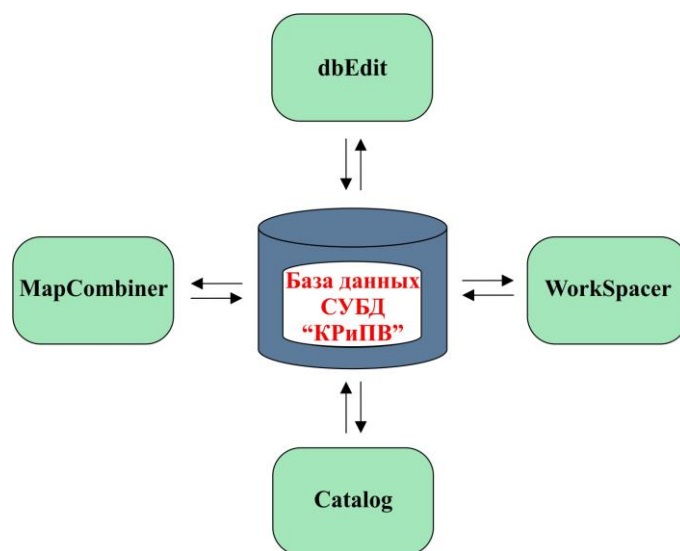 dbEdit
MapCombiner
База данных
СУБД
“КРиПВ”
WorkSpacer
Catalog